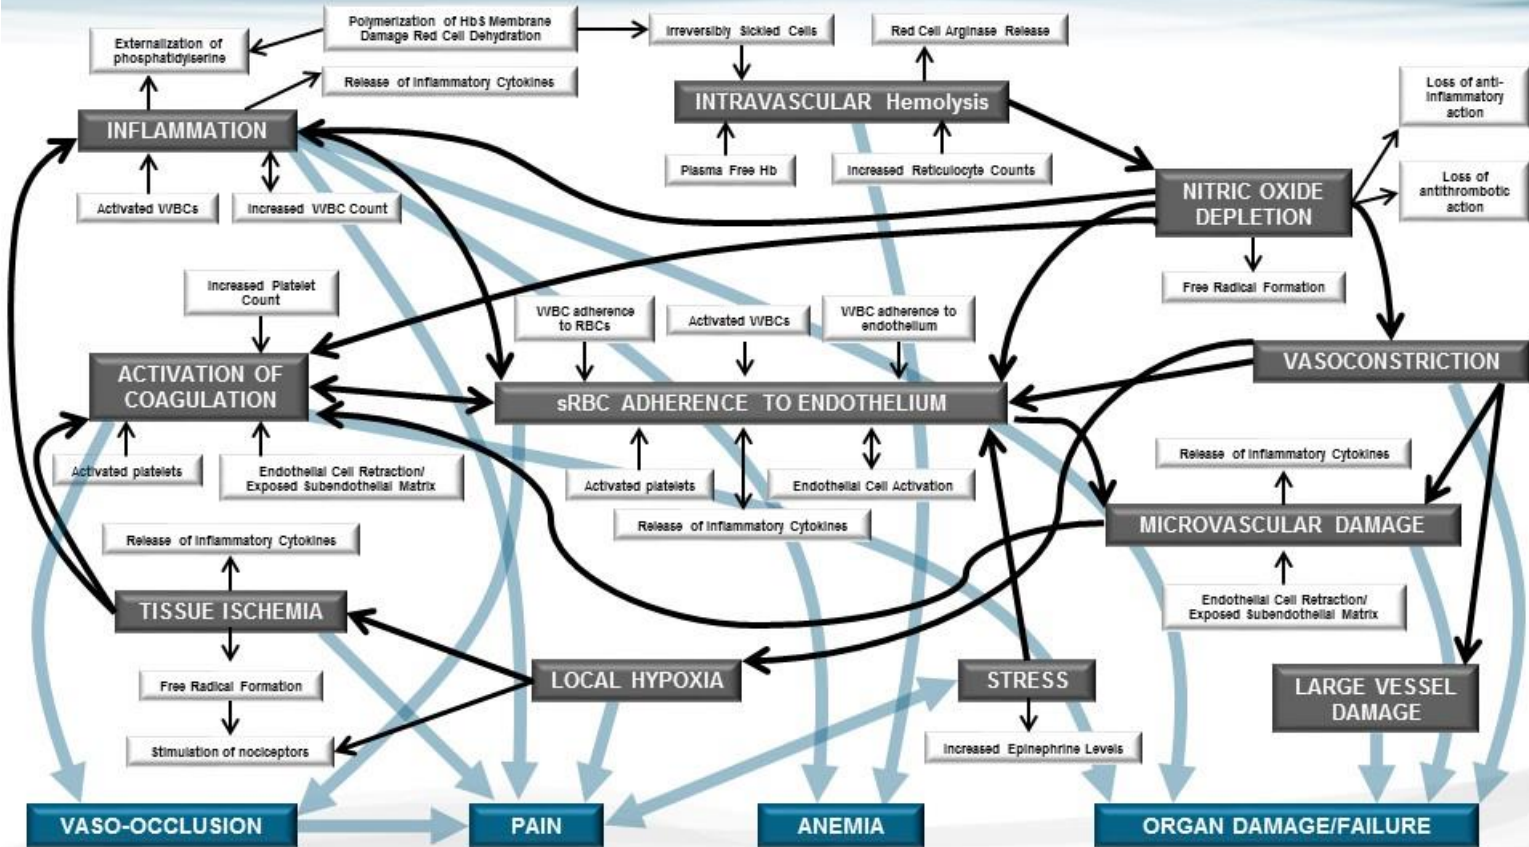 Polymerization of HbS Membrane
Damage Red Cell Dehydration
Externalization of
phosphatidylserine
Irreversibly Sickled Cells
Red Cell Arginase Release
Release of Inflammatory Cytokines
Loss of anti-
inflammatory
action
INTRAVASCULAR Hemolysis
INFLAMMATION
Plasma Free Hb
Increased Reticulocyte Counts
Loss of
antithrombotic
action
NITRIC OXIDE
DEPLETION
Activated WBCs
Increased WBC Count
Free Radical Formation
Increased Platelet
Count
WBC adherence
to RBCs
Activated WBCs
WBC adherence to
endothelium
VASOCONSTRICTION
ACTIVATION OF
COAGULATION
sRBC ADHERENCE TO ENDOTHELIUM
Activated platelets
Endothelial Cell Retraction/
Exposed Subendothelial Matrix
Activated platelets
Endothelial Cell Activation
Release of Inflammatory Cytokines
Release of Inflammatory Cytokines
MICROVASCULAR DAMAGE
Release of Inflammatory Cytokines
Endothelial Cell Retraction/
Exposed Subendothelial Matrix
TISSUE ISCHEMIA
Free Radical Formation
LOCAL HYPOXIA
STRESS
LARGE VESSEL
DAMAGE
Stimulation of nociceptors
Increased Epinephrine Levels
VASO-OCCLUSION
PAIN
ANEMIA
ORGAN DAMAGE/FAILURE